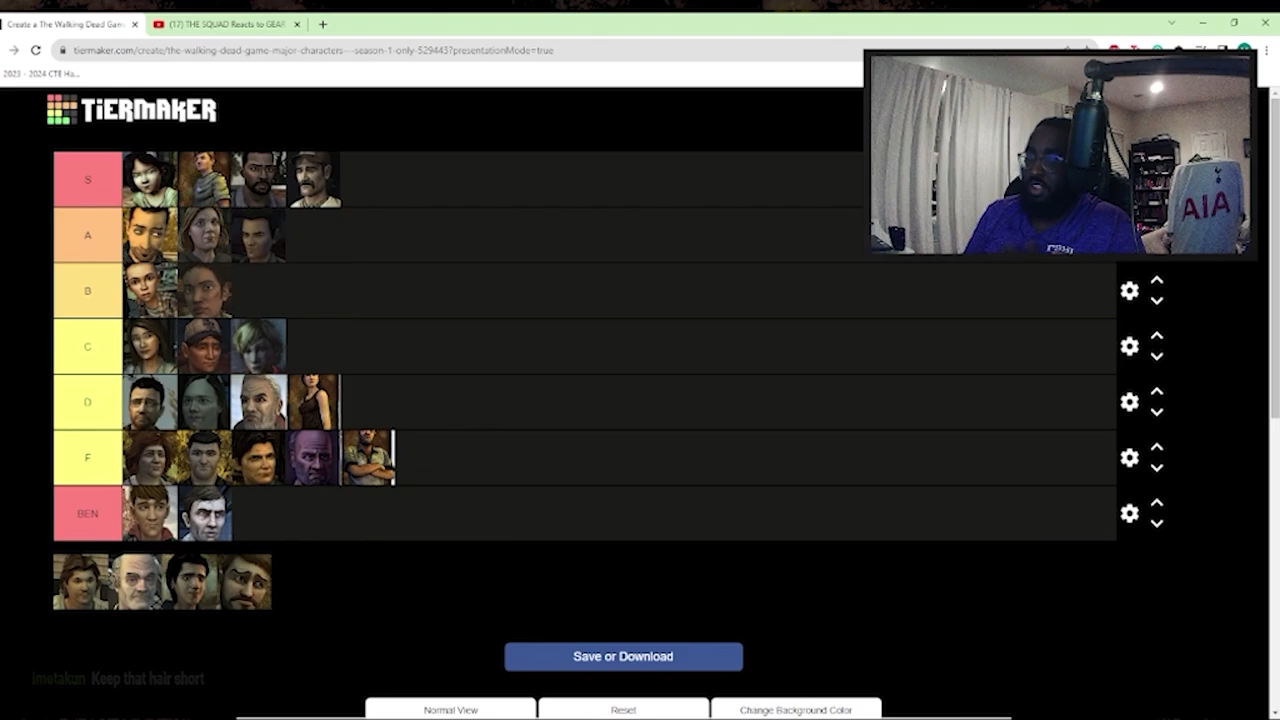 Create a The Walking Dead Gam
(17) THE SQUAD Reacts to GEAR
tiermaker.com/create/the-walking-dead-game-major-characters---season-1-only-529443?presentationMode=true
2023 - 2024 CTE Ha...
TiERMAKER
AIA
S
A
B
C
D
F
BEN
Save or Download
imetakun Keep that hair short
Normal View
Reset
Change Background Color